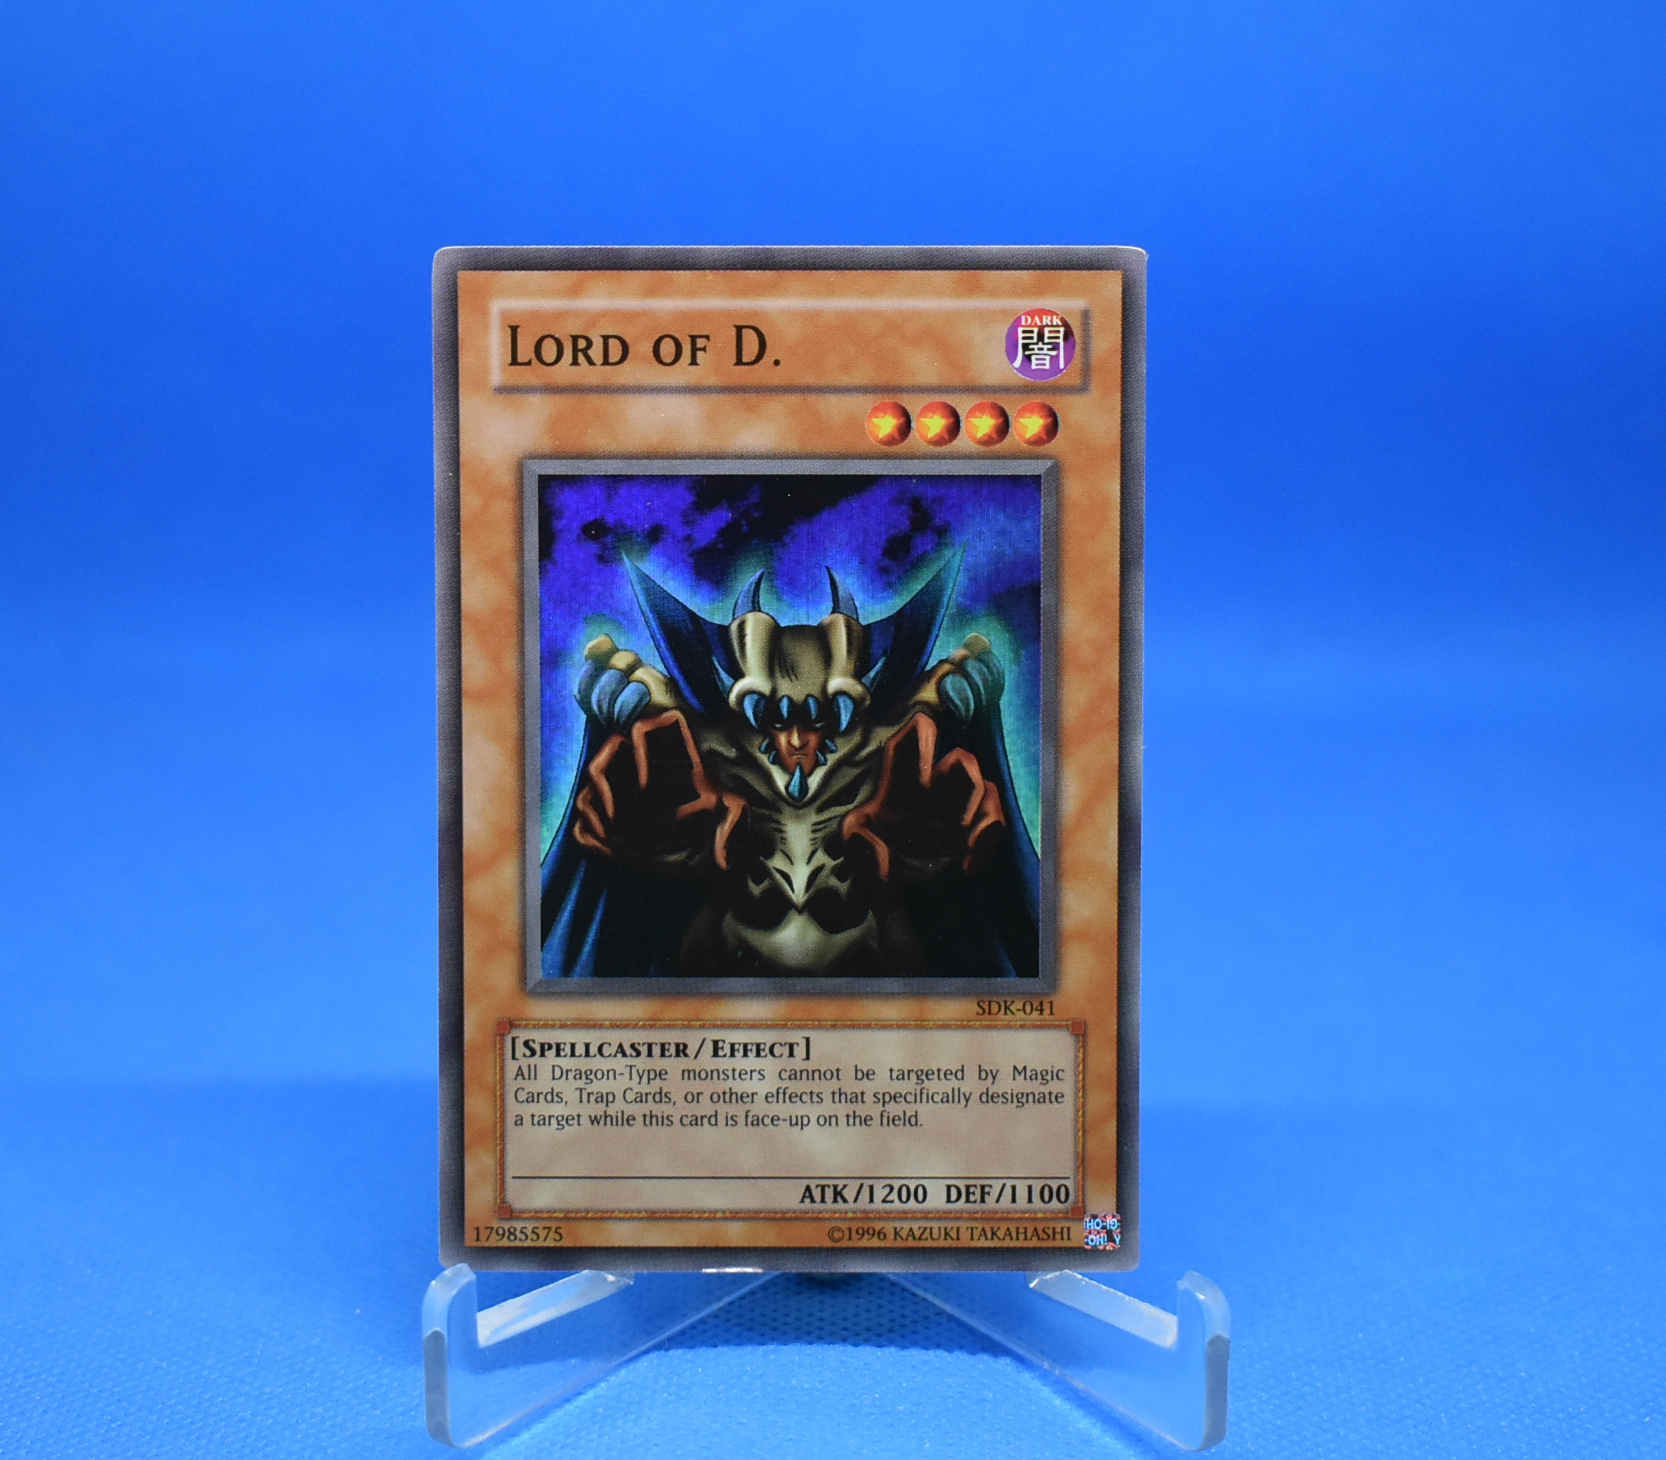 LORD OF D.
DARK
闇
SDK-041
[SPELLCASTER/EFFECT]
All Dragon-Type monsters cannot be targeted by Magic
Cards, Trap Cards, or other effects that specifically designate
a target while this card is face-up on the field.
ATK/1200 DEF/1100
17985575
©1996 KAZUKI TAKAHASHI